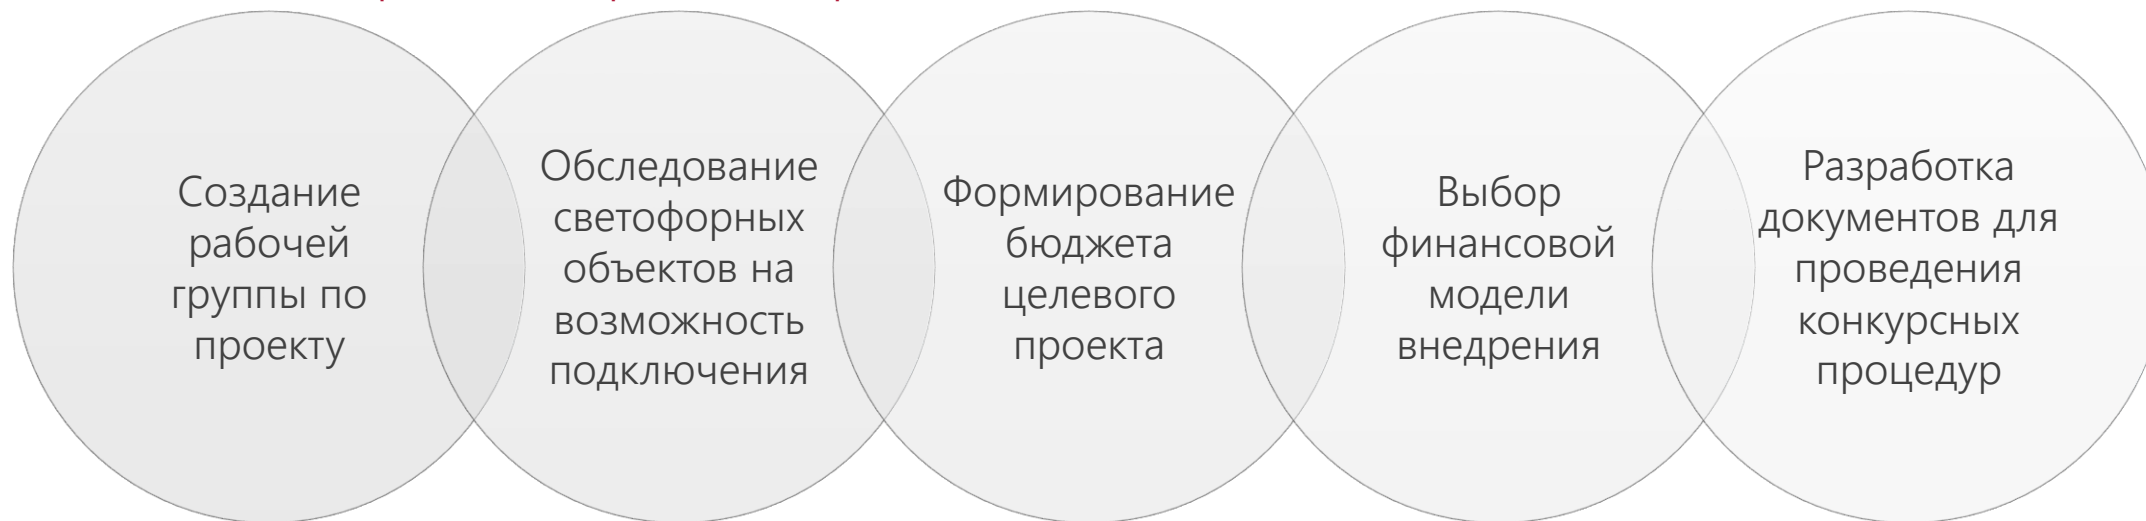 Создание
рабочей
группы по
проекту
Обследование
светофорных
объектов на
возможность
подключения
Формирование
бюджета
целевого
проекта
Выбор
финансовой
модели
внедрения
Разработка
документов для
проведения
конкурсных
процедур